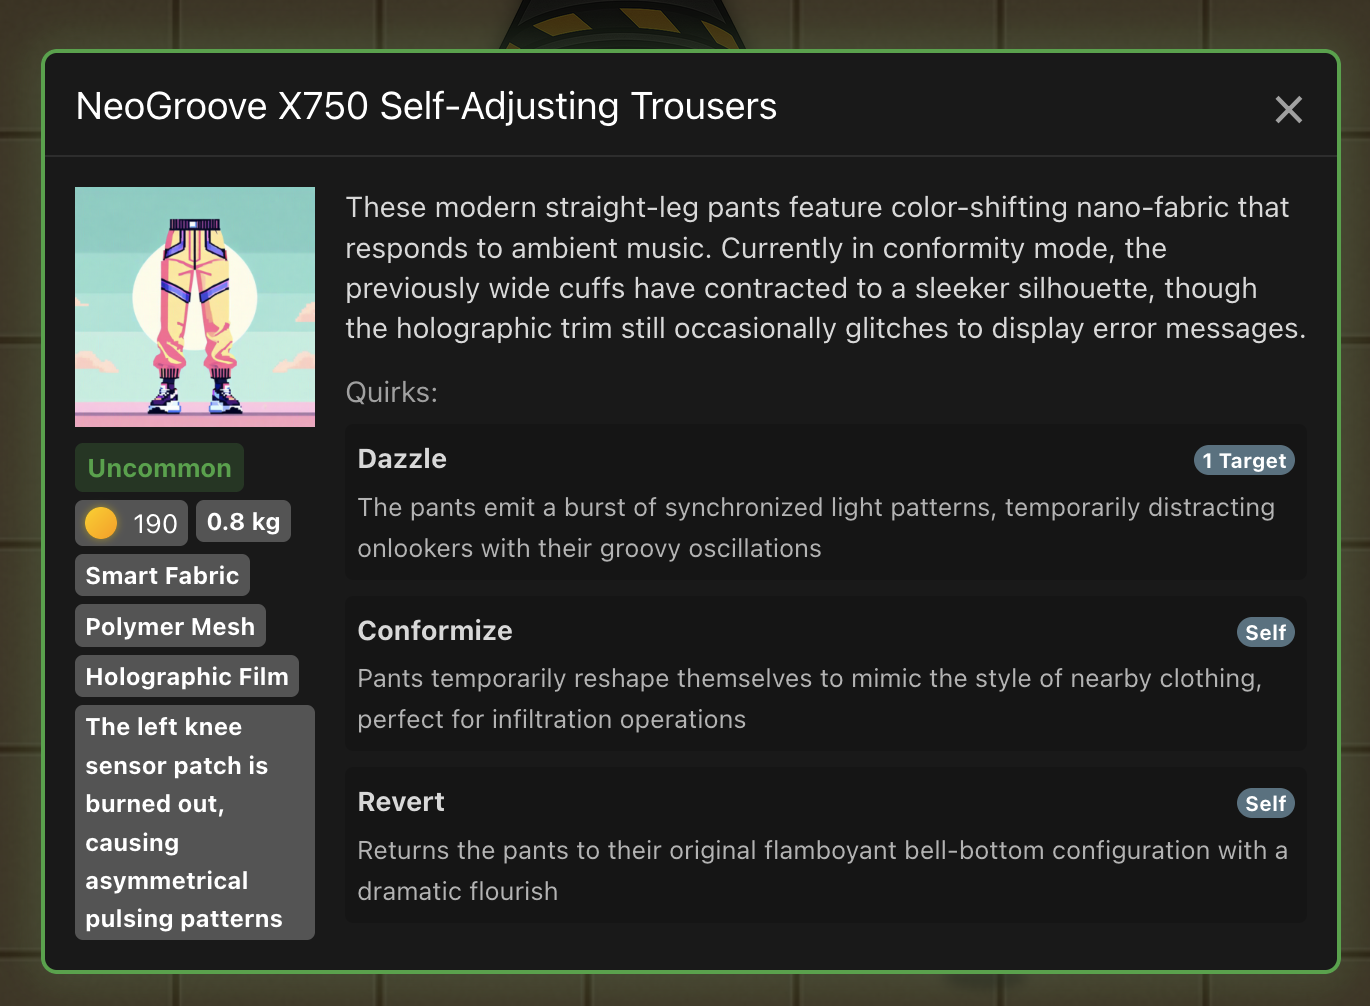 NeoGroove X750 Self-Adjusting Trousers
These modern straight-leg pants feature color-shifting nano-fabric that
responds to ambient music. Currently in conformity mode, the
previously wide cuffs have contracted to a sleeker silhouette, though
the holographic trim still occasionally glitches to display error messages.
Uncommon
190
0.8 kg
Smart Fabric
Polymer Mesh
Holographic Film
The left knee
sensor patch is
burned out,
causing
asymmetrical
pulsing patterns
Quirks:
Dazzle
1 Target
The pants emit a burst of synchronized light patterns, temporarily distracting
onlookers with their groovy oscillations
Conformize
Self
Pants temporarily reshape themselves to mimic the style of nearby clothing,
perfect for infiltration operations
Revert
Self
Returns the pants to their original flamboyant bell-bottom configuration with a
dramatic flourish